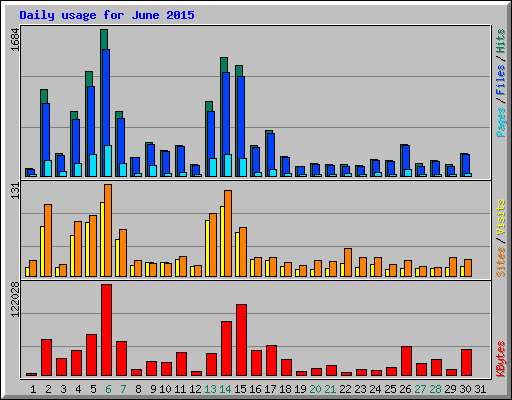 Daily usage for June 2015
1684
Pages / Files / Hits
131
Sites / Visits
122028
KBytes
1 2 3 4 5 6 7 8 9 10 11 12 13 14 15 16 17 18 19 20 21 22 23 24 25 26 27 28 29 30 31